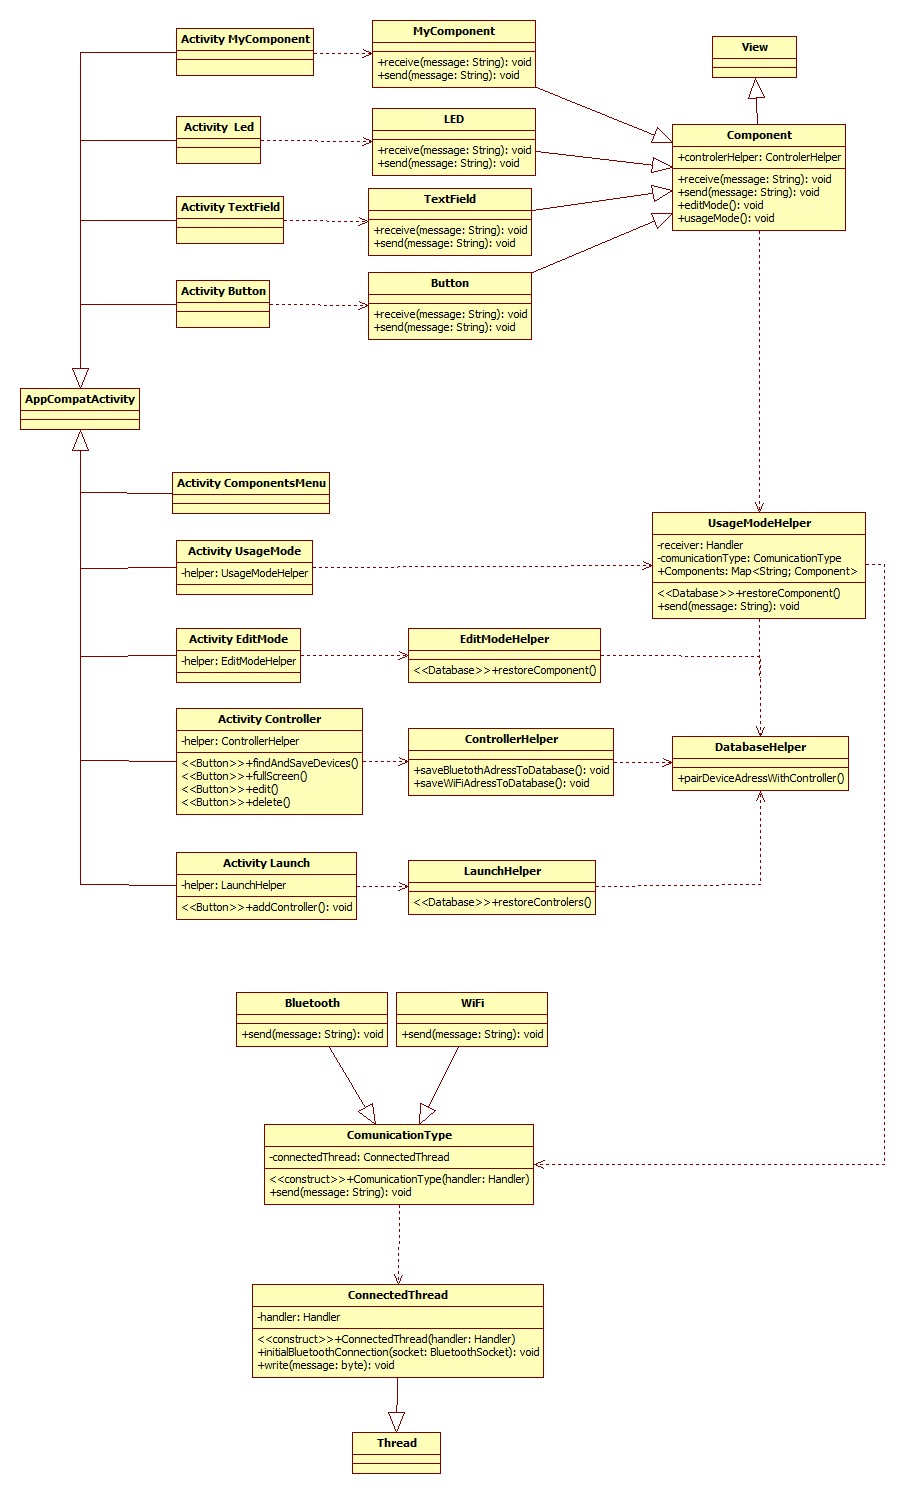 Activity MyComponent
MyComponent
+receive(message: String): void
+send(message: String): void
View
Activity  Led
LED
+receive(message: String): void
+send(message: String): void
Component
+controlerHelper: ControlerHelper
+receive(message: String): void
+send(message: String): void
+editMode(): void
+usageMode(): void
Activity TextField
TextField
+receive(message: String): void
+send(message: String): void
Activity Button
Button
+receive(message: String): void
+send(message: String): void
AppCompatActivity
Activity ComponentsMenu
Activity UsageMode
-helper: UsageModeHelper
UsageModeHelper
-receiver: Handler
-comunicationType: ComunicationType
+Components: Map<String; Component>
<<Database>>+restoreComponent()
+send(message: String): void
Activity EditMode
-helper: EditModeHelper
EditModeHelper
<<Database>>+restoreComponent()
Activity Controller
-helper: ControllerHelper
<<Button>>+findAndSaveDevices()
<<Button>>+fullScreen()
<<Button>>+edit()
<<Button>>+delete()
ControllerHelper
+saveBluetothAdressToDatabase(): void
+saveWiFiAdressToDatabase(): void
DatabaseHelper
+pairDeviceAdressWithController()
Activity Launch
-helper: LaunchHelper
<<Button>>+addController(): void
LaunchHelper
<<Database>>+restoreControlers()
Bluetooth
+send(message: String): void
WiFi
+send(message: String): void
ComunicationType
-connectedThread: ConnectedThread
<<construct>>+ComunicationType(handler: Handler)
+send(message: String): void
ConnectedThread
-handler: Handler
<<construct>>+ConnectedThread(handler: Handler)
+initialBluetoothConnection(socket: BluetoothSocket): void
+write(message: byte): void
Thread